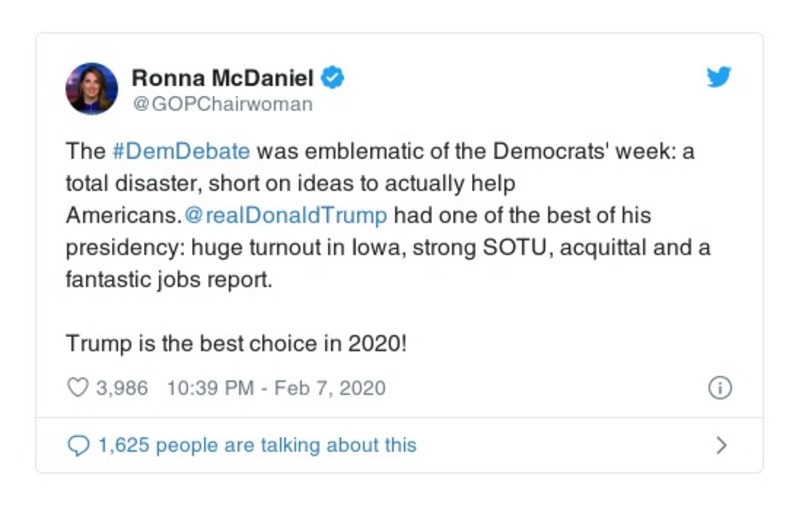 Ronna McDaniel
@GOPChairwoman
The #DemDebate was emblematic of the Democrats' week: a
total disaster, short on ideas to actually help
Americans.@realDonaldTrump had one of the best of his
presidency: huge turnout in Iowa, strong SOTU, acquittal and a
fantastic jobs report.
Trump is the best choice in 2020!
3,986 10:39 PM - Feb 7, 2020
1,625 people are talking about this